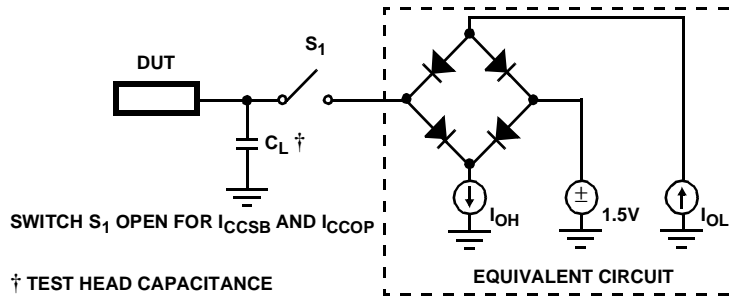 S1
DUT
CL †
IOH
±
1.5V
IOL
SWITCH S1 OPEN FOR ICCSB AND ICCOP
† TEST HEAD CAPACITANCE
EQUIVALENT CIRCUIT